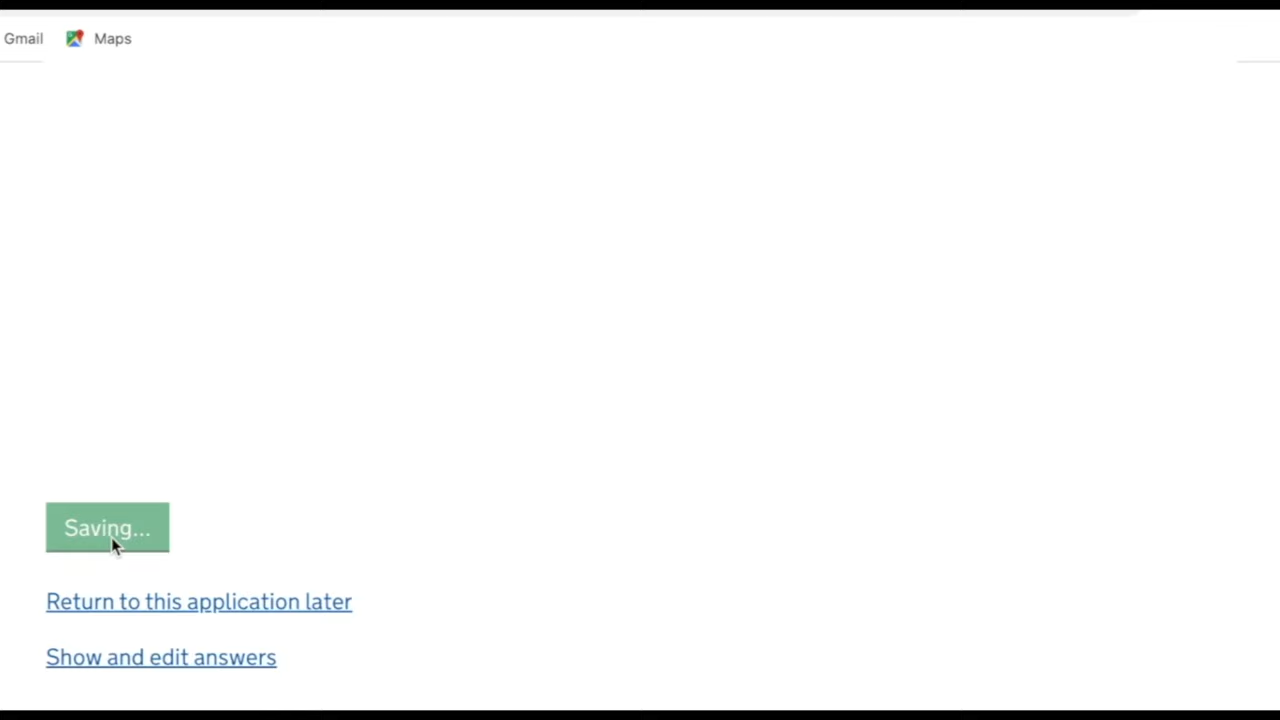 Gmail Maps
Saving...
Return to this application later
Show and edit answers